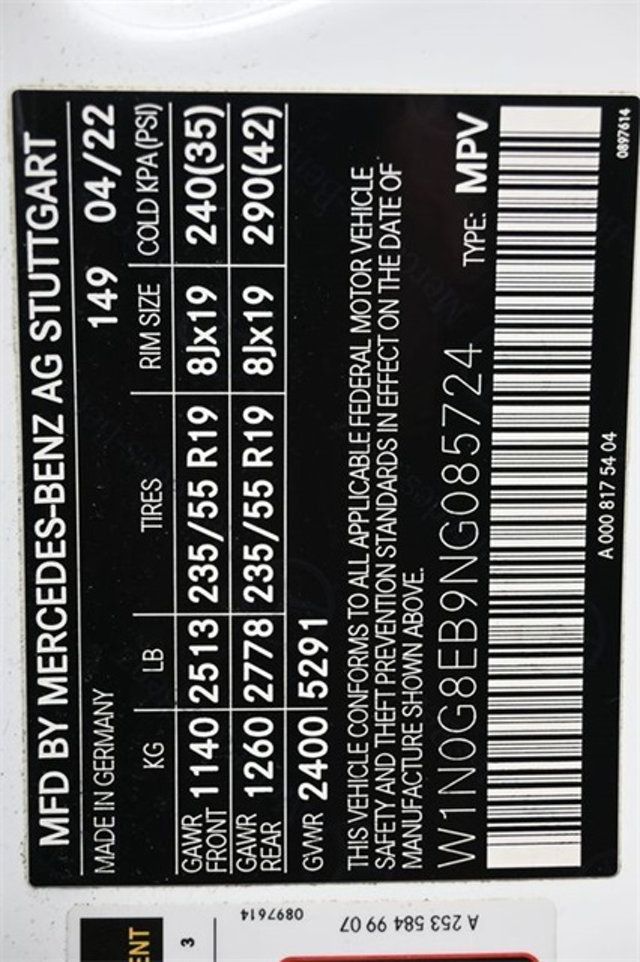 MFD BY MERCEDES-BENZ AG STUTTGART
MADE IN GERMANY 149 04/22
KG LB TIRES RIM SIZE COLD KPA(PSI)
GAWR FRONT 1140 2513 235/55 R19 8Jx19 240(35)
GAWR REAR 1260 2778 235/55 R19 8Jx19 290(42)
GVWR 2400 5291
THIS VEHICLE CONFORMS TO ALL APPLICABLE FEDERAL MOTOR VEHICLE
SAFETY AND THEFT PREVENTION STANDARDS IN EFFECT ON THE DATE OF
MANUFACTURE SHOWN ABOVE.
W1N0G8EB9NG085724 TYPE: MPV
A 000 817 54 04 0897614
ENT
3
0897614
A 253 584 99 07